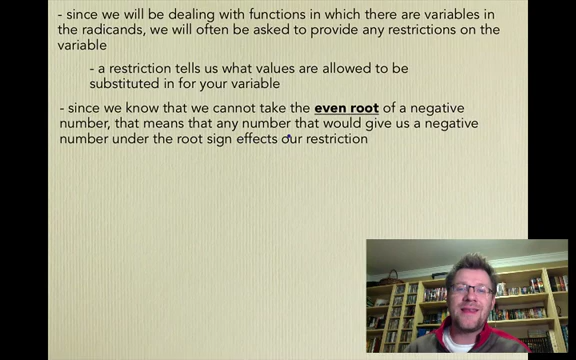 - since we will be dealing with functions in which there are variables in
the radicands, we will often be asked to provide any restrictions on the
variable
- a restriction tells us what values are allowed to be
substituted in for your variable
- since we know that we cannot take the even root of a negative
number, that means that any number that would give us a negative
number under the root sign effects our restriction